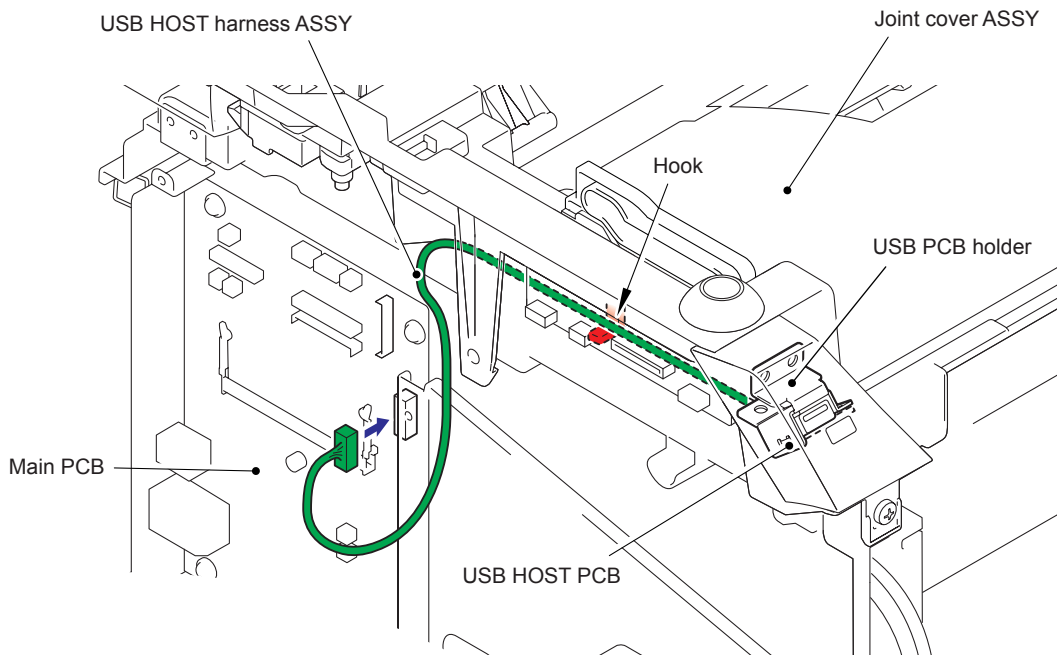 USB HOST harness ASSY
Joint cover ASSY
Hook
USB PCB holder
Main PCB
USB HOST PCB